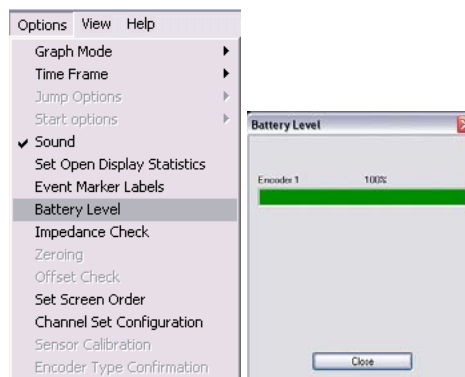 Options View Help
Graph Mode
Time Frame
Jump Options
Start options
Sound
Set Open Display Statistics
Event Marker Labels
Battery Level
Impedance Check
Zeroing
Offset Check
Set Screen Order
Channel Set Configuration
Sensor Calibration
Encoder Type Confirmation
Battery Level
Encoder 1 100%
Close